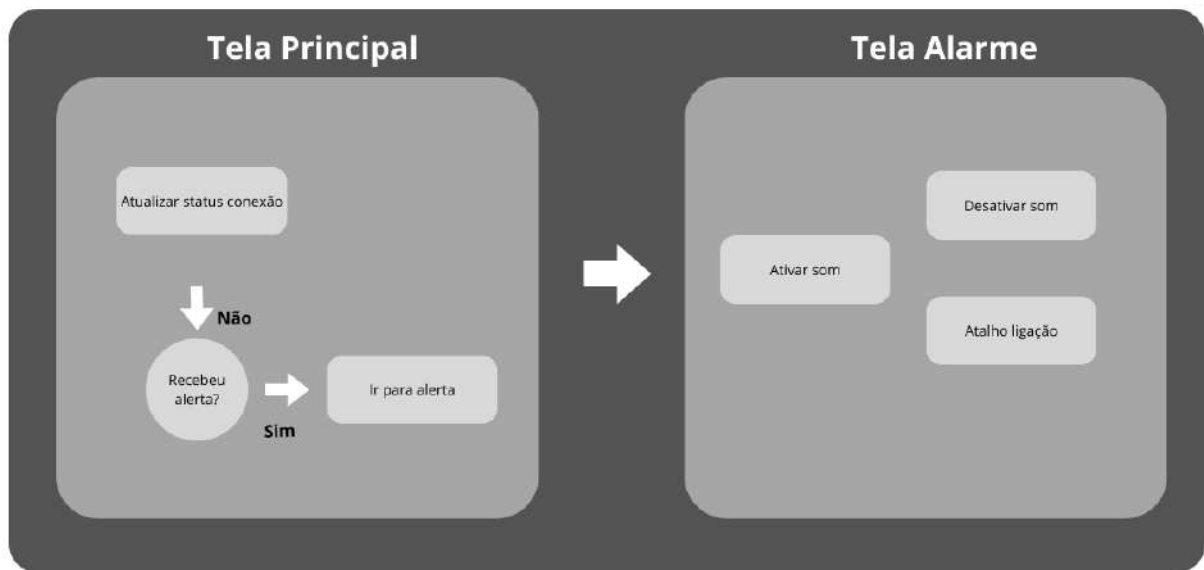 Tela Principal
Atualizar status conexão
Não
Recebeu
alerta?
Sim
Ir para alerta
Tela Alarme
Ativar som
Desativar som
Atalho ligação